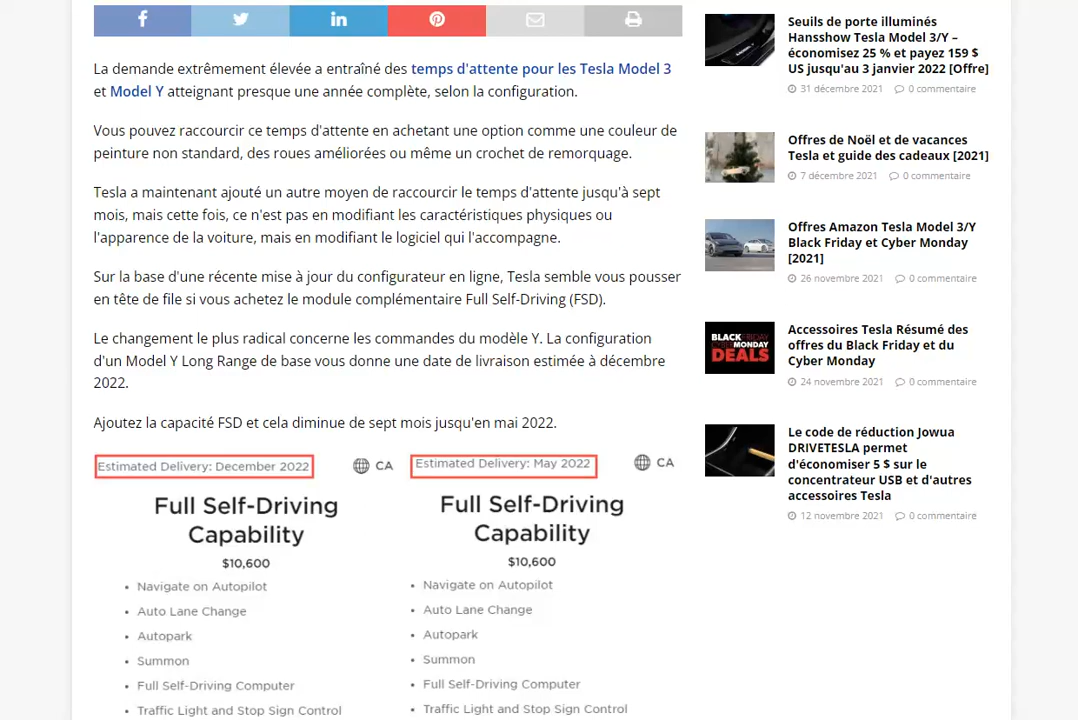 La demande extrêmement élevée a entraîné des temps d'attente pour les Tesla Model 3
et Model Y atteignant presque une année complète, selon la configuration.
Vous pouvez raccourcir ce temps d'attente en achetant une option comme une couleur de
peinture non standard, des roues améliorées ou même un crochet de remorquage.
Tesla a maintenant ajouté un autre moyen de raccourcir le temps d'attente jusqu'à sept
mois, mais cette fois, ce n'est pas en modifiant les caractéristiques physiques ou
l'apparence de la voiture, mais en modifiant le logiciel qui l'accompagne.
Sur la base d'une récente mise à jour du configurateur en ligne, Tesla semble vous pousser
en tête de file si vous achetez le module complémentaire Full Self-Driving (FSD).
Le changement le plus radical concerne les commandes du modèle Y. La configuration
d'un Model Y Long Range de base vous donne une date de livraison estimée à décembre
2022.
Ajoutez la capacité FSD et cela diminue de sept mois jusqu'en mai 2022.
Estimated Delivery: December 2022
CA
Full Self-Driving
Capability
$10,600
• Navigate on Autopilot
• Auto Lane Change
• Autopark
• Summon
• Full Self-Driving Computer
• Traffic Light and Stop Sign Control
Estimated Delivery: May 2022
CA
Full Self-Driving
Capability
$10,600
• Navigate on Autopilot
• Auto Lane Change
• Autopark
• Summon
• Full Self-Driving Computer
• Traffic Light and Stop Sign Control
Seuils de porte illuminés
Hansshow Tesla Model 3/Y –
économisez 25 % et payez 159 $
US jusqu'au 3 janvier 2022 [Offre]
31 décembre 2021 0 commentaire
Offres de Noël et de vacances
Tesla et guide des cadeaux [2021]
7 décembre 2021 0 commentaire
Offres Amazon Tesla Model 3/Y
Black Friday et Cyber Monday
[2021]
26 novembre 2021 0 commentaire
BLACK FRIDAY
CYBER MONDAY
DEALS
Accessoires Tesla Résumé des
offres du Black Friday et du
Cyber Monday
24 novembre 2021 0 commentaire
Le code de réduction Jowua
DRIVETESLA permet
d'économiser 5 $ sur le
concentrateur USB et d'autres
accessoires Tesla
12 novembre 2021 0 commentaire